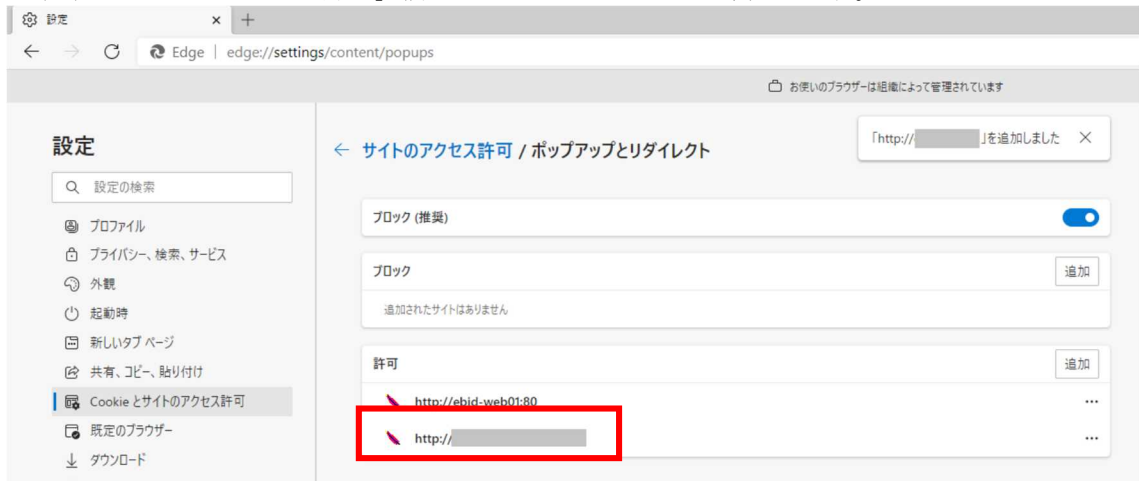 設定
Edge | edge://settings/content/popups
お使いのブラウザーは組織によって管理されています
設定
設定の検索
プロファイル
プライバシー、検索、サービス
外観
起動時
新しいタブ ページ
共有、コピー、貼り付け
Cookie とサイトのアクセス許可
既定のブラウザー
ダウンロード
サイトのアクセス許可 / ポップアップとリダイレクト
「http:// 」を追加しました
ブロック (推奨)
ブロック
追加
追加されたサイトはありません
許可
追加
http://ebid-web01:80
http://